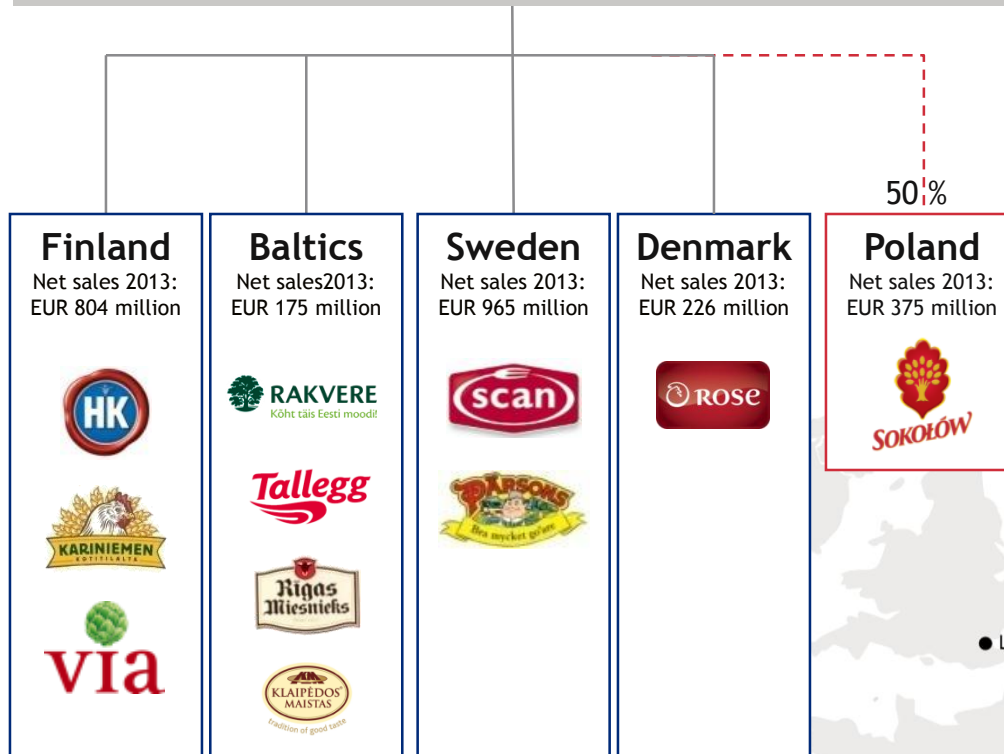 50 %
Finland
Net sales 2013:
EUR 804 million
HK
KARINIEMEN
KOTITILALTA
via
Baltics
Net sales2013:
EUR 175 million
RAKVERE
Kõht täis Eesti moodi!
Tallegg
Rīgas
Miesnieks
KLAIPĖDOS
MAISTAS
tradition of good taste
Sweden
Net sales 2013:
EUR 965 million
scan
PÄRSONS
Bra mycket go'are
Denmark
Net sales 2013:
EUR 226 million
ROSE
Poland
Net sales 2013:
EUR 375 million
SOKOŁÓW
L